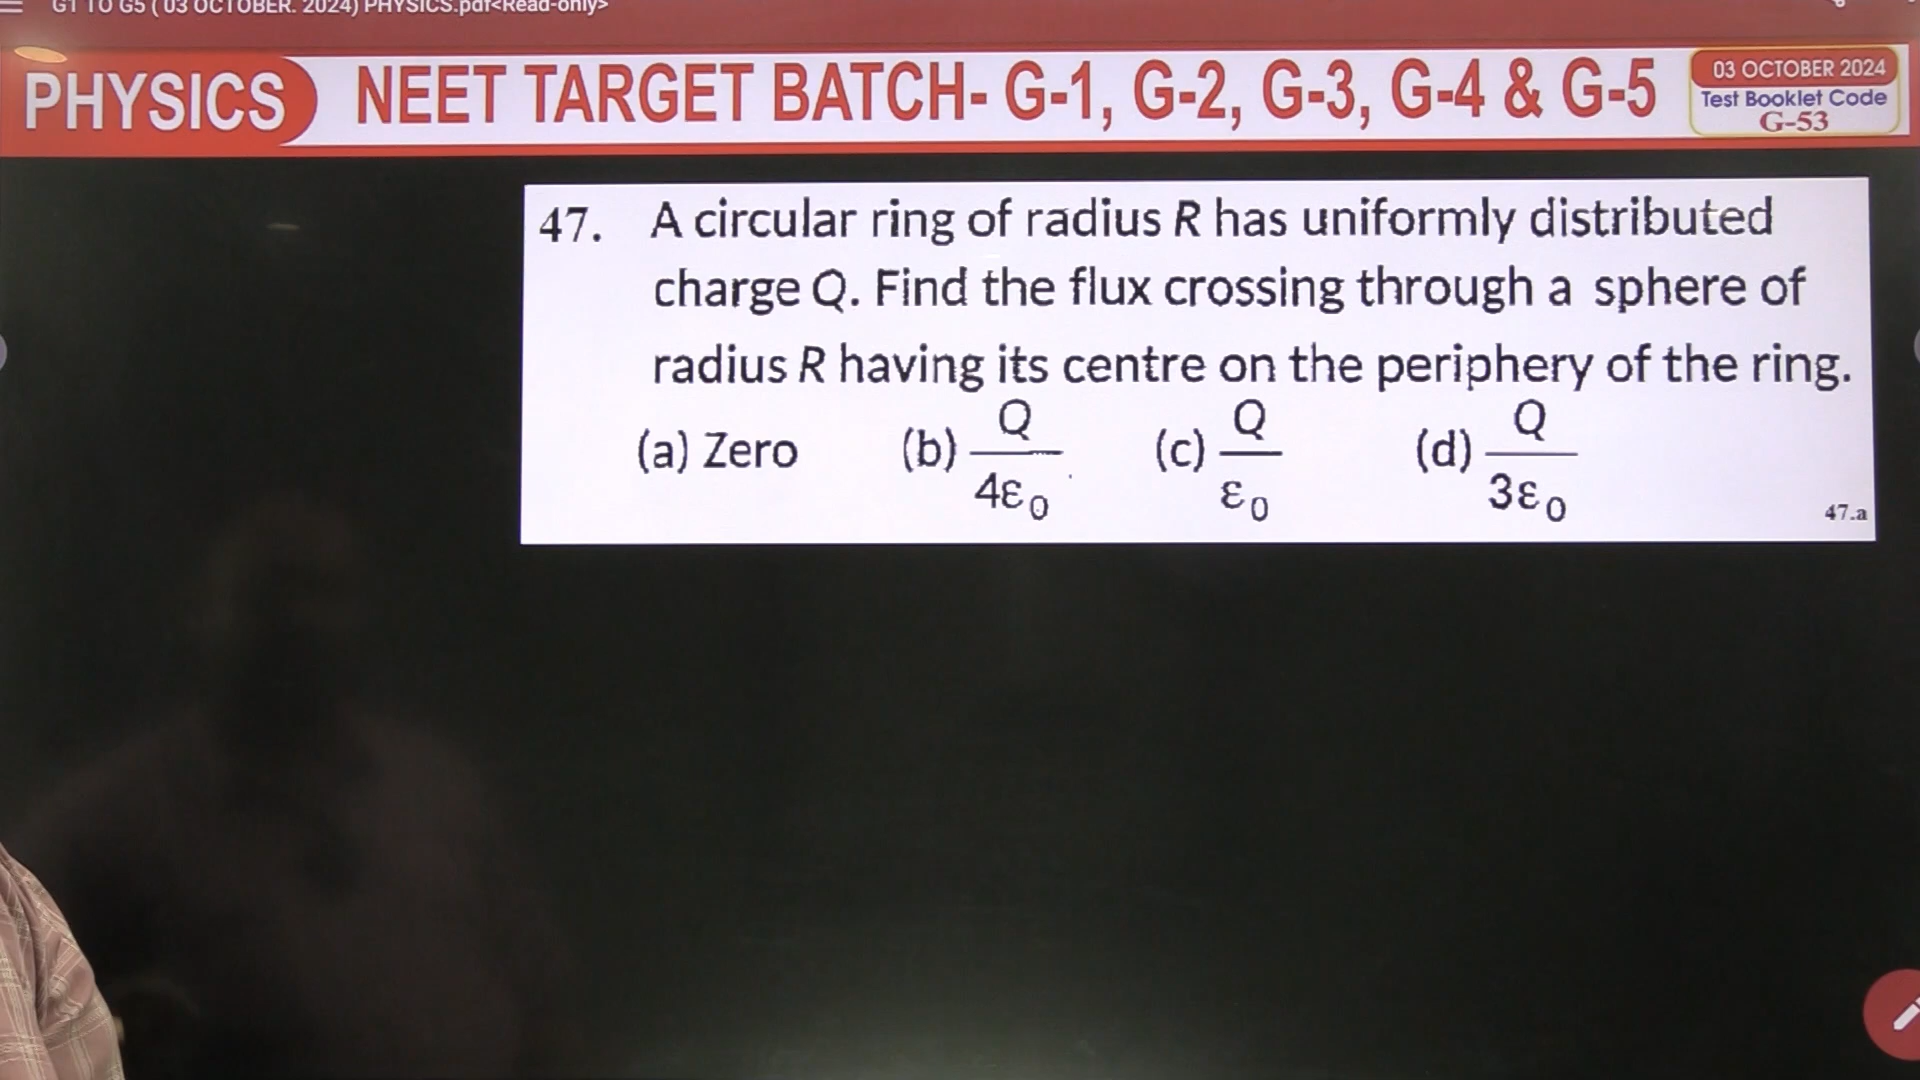 G1 TO G5 ( 03 OCTOBER. 2024) PHYSICS.pdf<Read-only>
PHYSICS NEET TARGET BATCH- G-1, G-2, G-3, G-4 & G-5
03 OCTOBER 2024
Test Booklet Code
G-53
47. A circular ring of radius R has uniformly distributed
charge Q. Find the flux crossing through a sphere of
radius R having its centre on the periphery of the ring.
(a) Zero (b) Q/4ε₀ (c) Q/ε₀ (d) Q/3ε₀
47.a